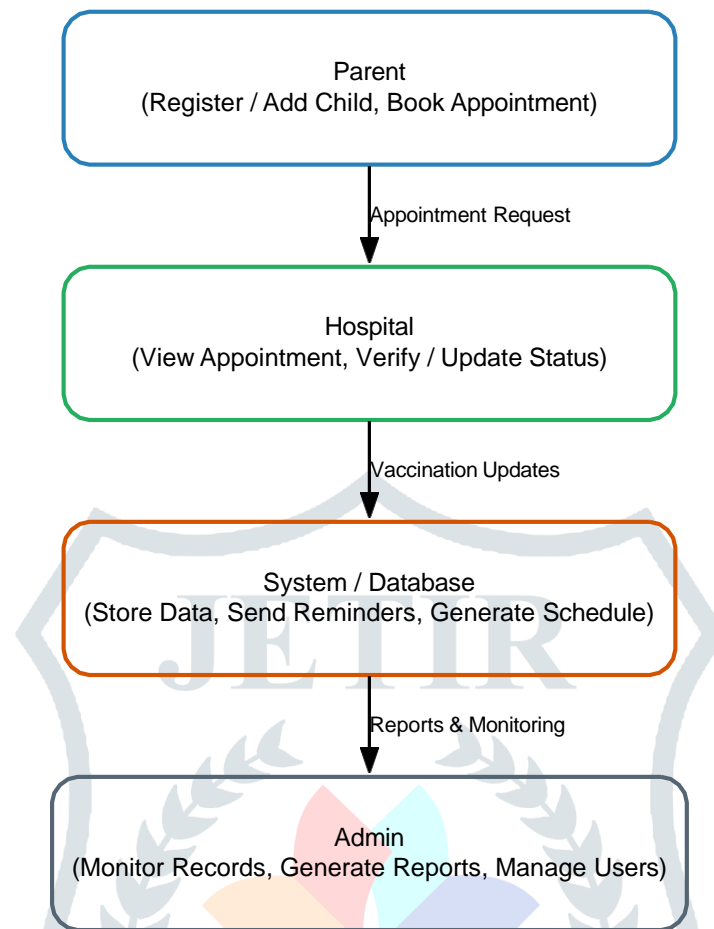 Parent
(Register / Add Child, Book Appointment)
Appointment Request
Hospital
(View Appointment, Verify / Update Status)
Vaccination Updates
System / Database
(Store Data, Send Reminders, Generate Schedule)
JETIR
Reports & Monitoring
Admin
(Monitor Records, Generate Reports, Manage Users)